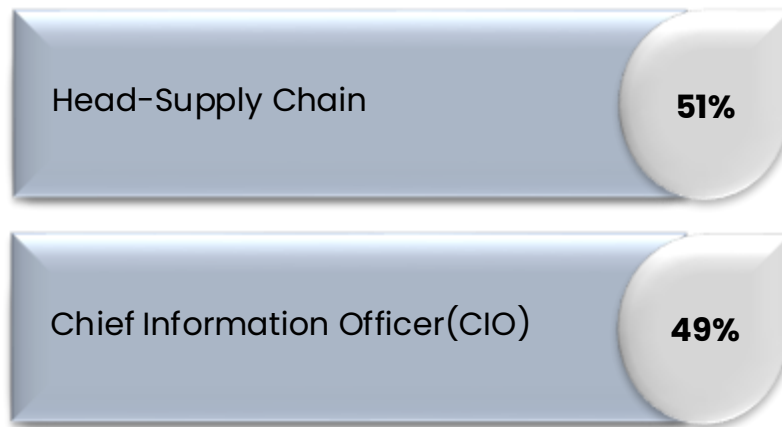 Head-Supply Chain
51%
Chief Information Officer(CIO)
49%